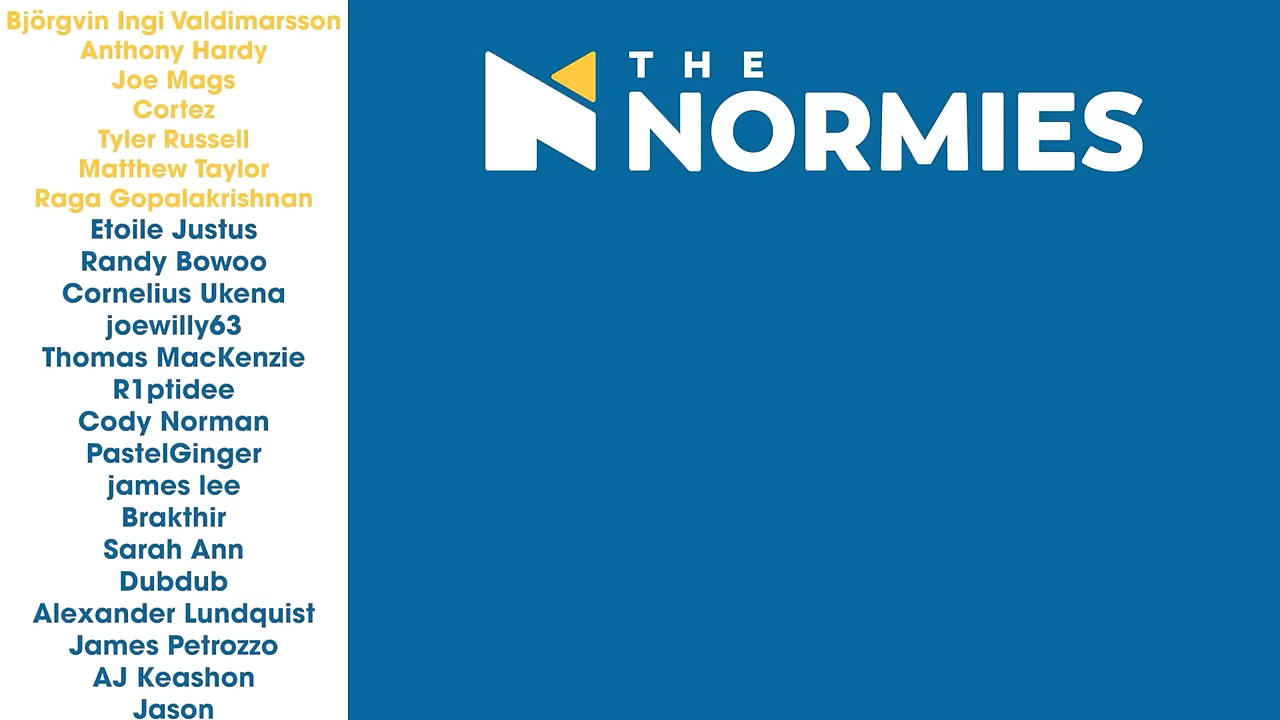 Björgvin Ingi Valdimarsson
Anthony Hardy
Joe Mags
Cortez
Tyler Russell
Matthew Taylor
Raga Gopalakrishnan
Etoile Justus
Randy Bowoo
Cornelius Ukena
joewilly63
Thomas MacKenzie
R1ptidee
Cody Norman
PastelGinger
james lee
Brakthir
Sarah Ann
Dubdub
Alexander Lundquist
James Petrozzo
AJ Keashon
Jason
THE
NORMIES